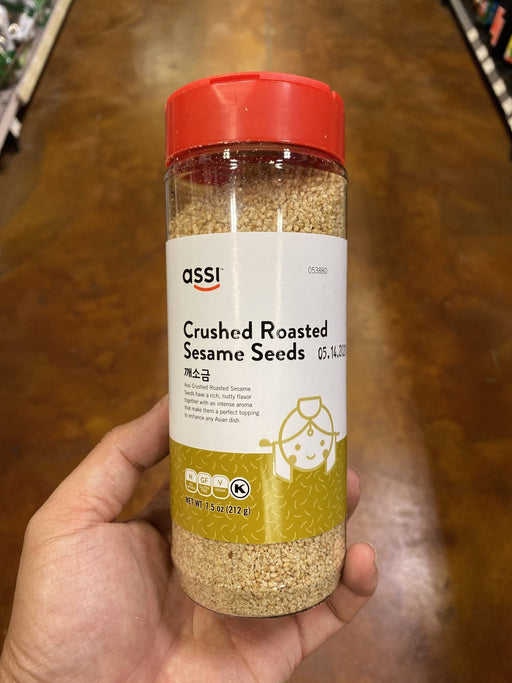 assi
053880
Crushed Roasted
Sesame Seeds 05.14.202
깨소금
Assi Crushed Roasted Sesame
Seeds have a rich, nutty flavor
together with an intense aroma
that make them a perfect topping
to enhance any Asian dish.
N GF V K
NET WT. 7.5 oz (212 g)